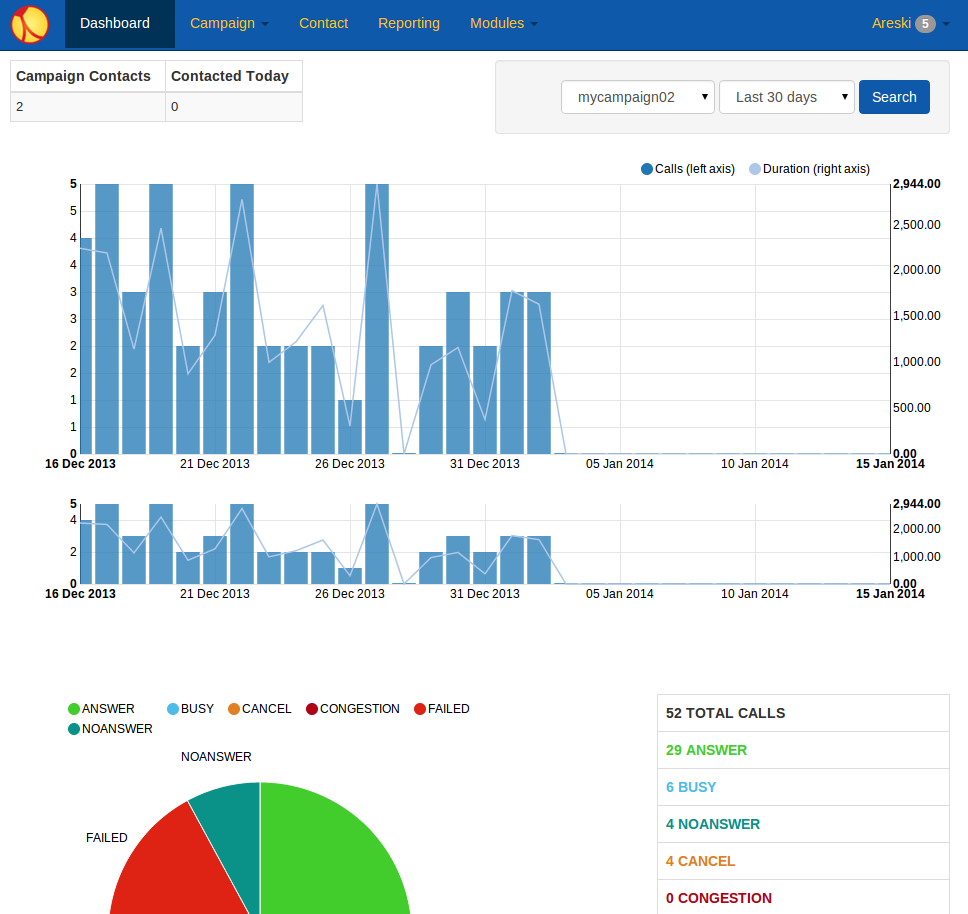 Dashboard Campaign Contact Reporting Modules Areski 5
Campaign Contacts Contacted Today
2 0
mycampaign02 Last 30 days Search
Calls (left axis) Duration (right axis)
5 2,944.00
5 2,500.00
4
4 2,000.00
3
3 1,500.00
2
2 1,000.00
1 500.00
1
0 0.00
16 Dec 2013 21 Dec 2013 26 Dec 2013 31 Dec 2013 05 Jan 2014 10 Jan 2014 15 Jan 2014
5 2,944.00
4 2,000.00
2 1,000.00
0 0.00
16 Dec 2013 21 Dec 2013 26 Dec 2013 31 Dec 2013 05 Jan 2014 10 Jan 2014 15 Jan 2014
ANSWER BUSY CANCEL CONGESTION FAILED
NOANSWER
NOANSWER
FAILED
52 TOTAL CALLS
29 ANSWER
6 BUSY
4 NOANSWER
4 CANCEL
0 CONGESTION